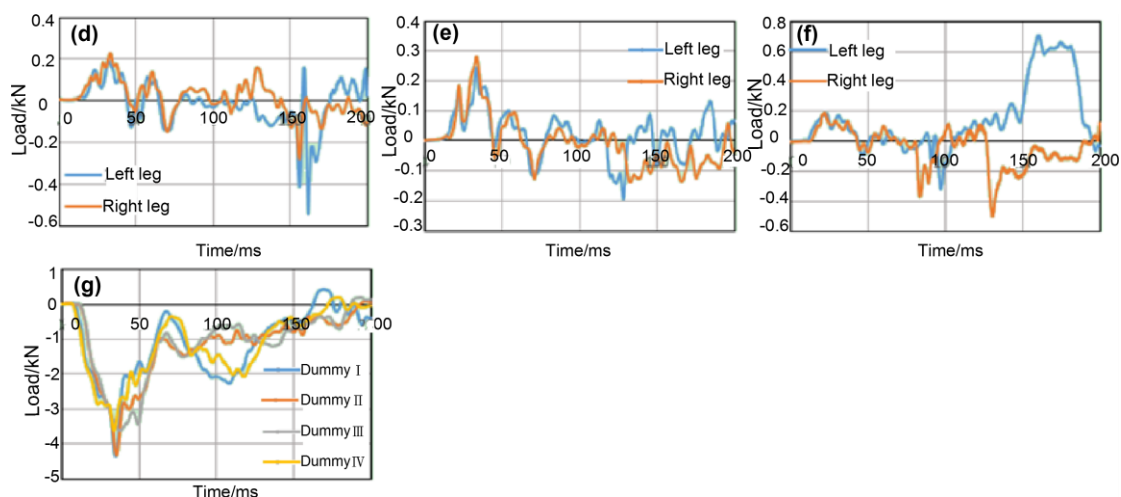 (d)
0.4
0.2
0
-0.2
-0.4
-0.6
Load/kN
0 50 100 150 200
Left leg
Right leg
Time/ms
(e)
0.4
0.3
0.2
0.1
0
-0.1
-0.2
-0.3
Load/kN
0 50 100 150 200
Left leg
Right leg
Time/ms
(f)
0.8
0.6
0.4
0.2
0
-0.2
-0.4
-0.6
Load/kN
50 100 150 200
Left leg
Right leg
Time/ms
(g)
1
0
-1
-2
-3
-4
-5
Load/kN
0 50 100 150 00
Dummy I
Dummy II
Dummy III
Dummy IV
Time/ms